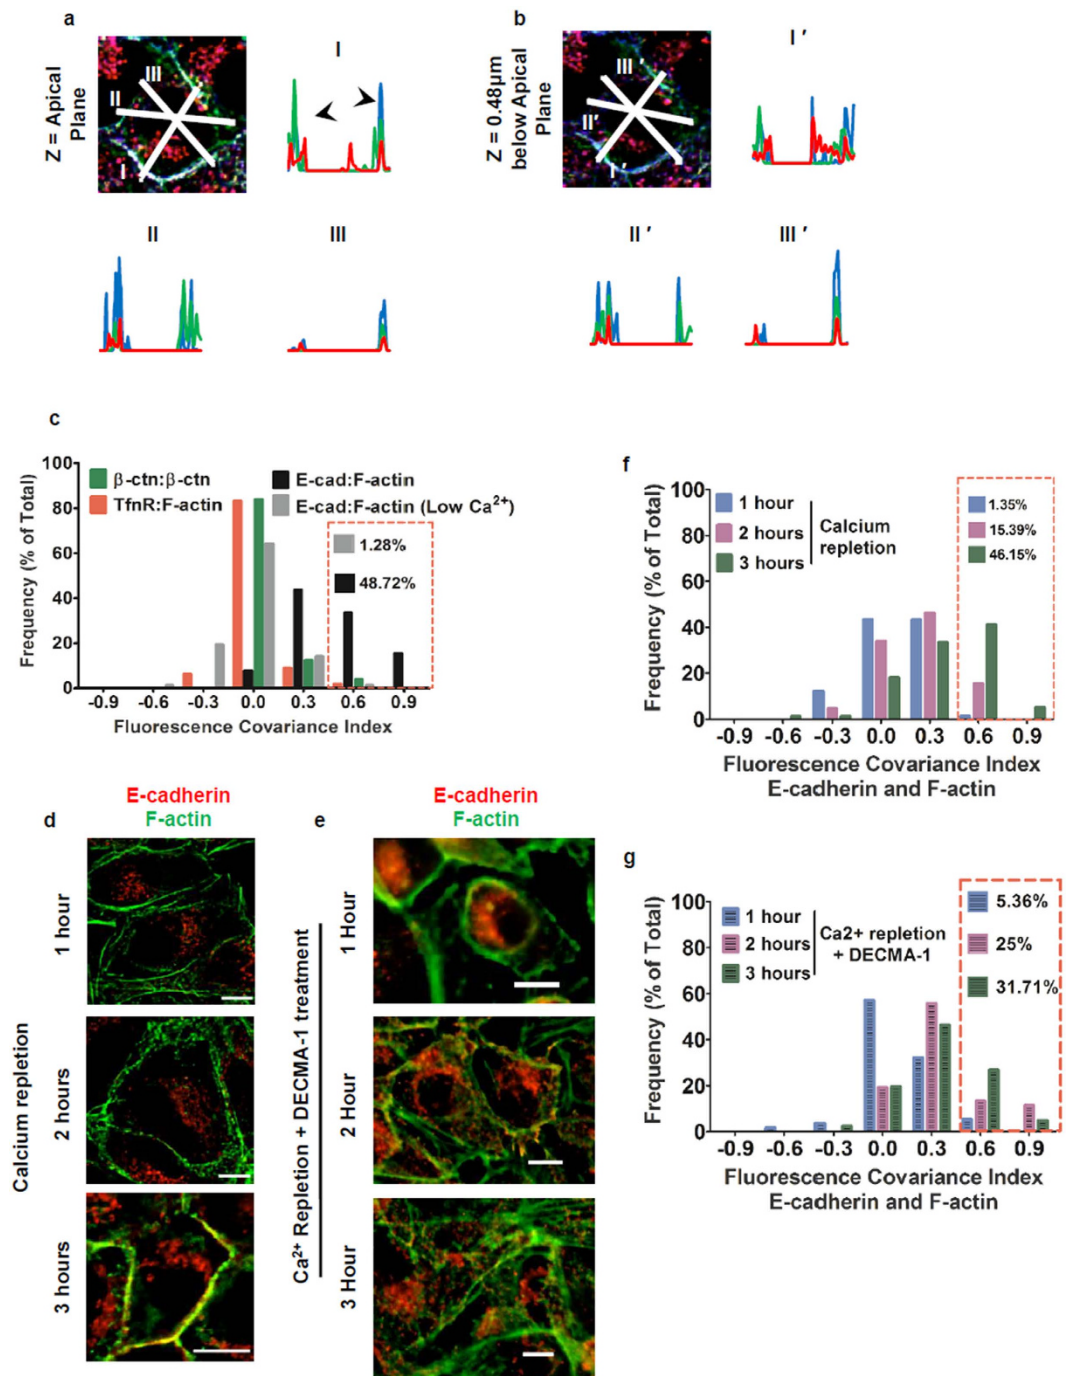 a
Z = Apical
Plane
III
II
I
I
II
III
b
Z = 0.48µm
below Apical
Plane
III ′
II′
I′
I ′
II ′
III ′
c
Frequency (% of Total)
100
80
60
40
20
0
β-ctn:β-ctn
TfnR:F-actin
E-cad:F-actin
E-cad:F-actin (Low Ca²⁺)
1.28%
48.72%
-0.9 -0.6 -0.3 0.0 0.3 0.6 0.9
Fluorescence Covariance Index
f
Frequency (% of Total)
100
80
60
40
20
0
1 hour
2 hours
3 hours
Calcium
repletion
1.35%
15.39%
46.15%
-0.9 -0.6 -0.3 0.0 0.3 0.6 0.9
Fluorescence Covariance Index
E-cadherin and F-actin
d
E-cadherin
F-actin
Calcium repletion
1 hour
2 hours
3 hours
e
E-cadherin
F-actin
Ca²⁺ Repletion + DECMA-1 treatment
1 Hour
2 Hour
3 Hour
g
Frequency (% of Total)
100
80
60
40
20
0
1 hour
2 hours
3 hours
Ca2+ repletion
+ DECMA-1
5.36%
25%
31.71%
-0.9 -0.6 -0.3 0.0 0.3 0.6 0.9
Fluorescence Covariance Index
E-cadherin and F-actin